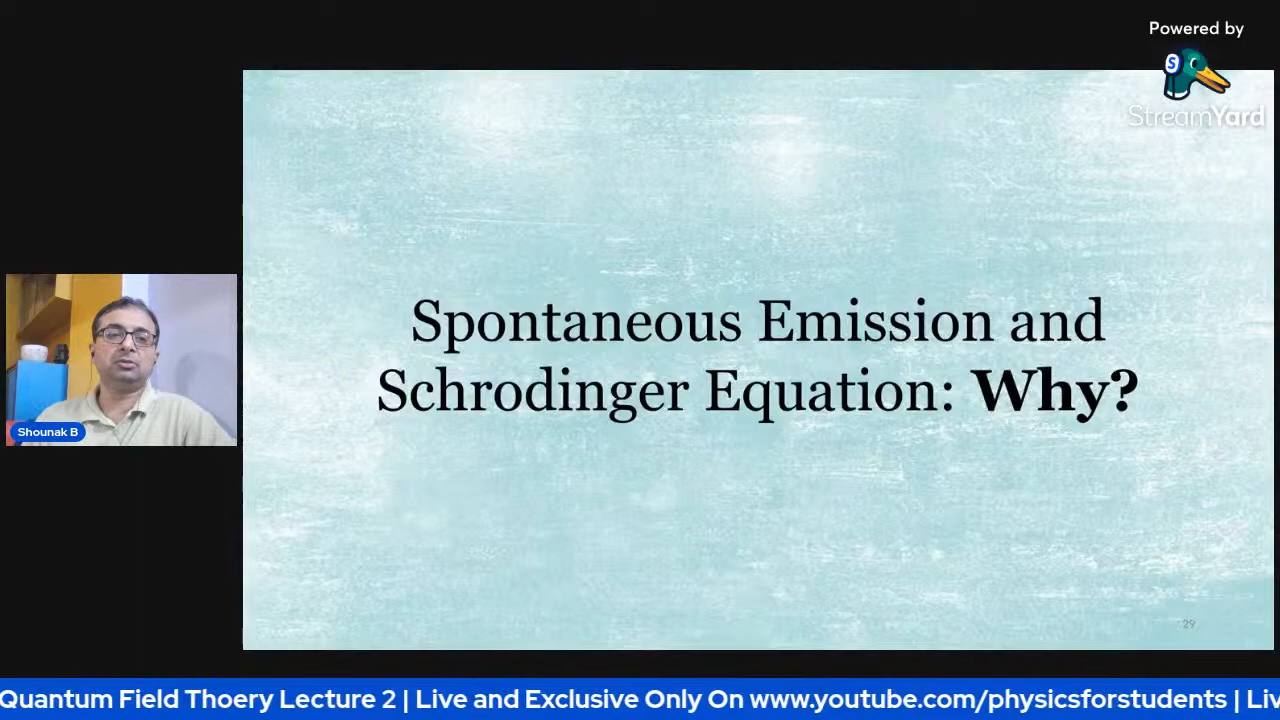 Powered by
StreamYard
Spontaneous Emission and
Schrodinger Equation: Why?
Shounak B
29
Quantum Field Thoery Lecture 2 | Live and Exclusive Only On www.youtube.com/physicsforstudents | Liv